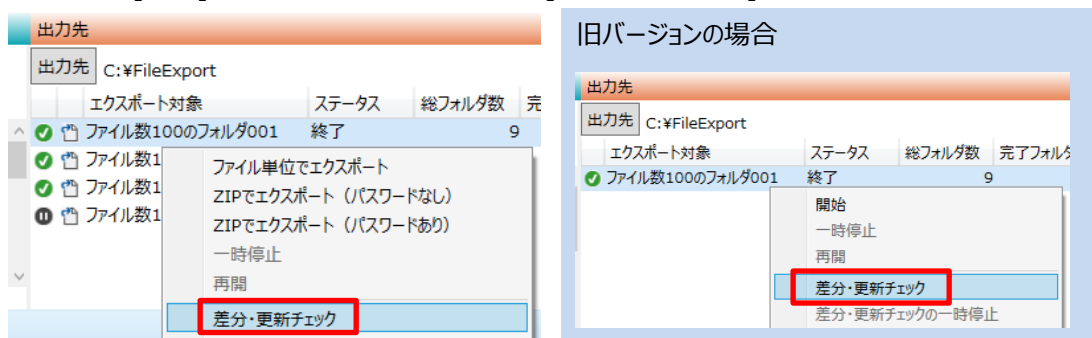 出力先
出力先 C:¥FileExport
エクスポート対象 ステータス 総フォルダ数 完
ファイル数100のフォルダ001 終了 9
ファイル数1
ファイル数1
ファイル数1
ファイル単位でエクスポート
ZIPでエクスポート（パスワードなし）
ZIPでエクスポート（パスワードあり）
一時停止
再開
差分・更新チェック
旧バージョンの場合
出力先
出力先 C:¥FileExport
エクスポート対象 ステータス 総フォルダ数 完了フォルダ
ファイル数100のフォルダ001 終了 9
開始
一時停止
再開
差分・更新チェック
差分・更新チェックの一時停止